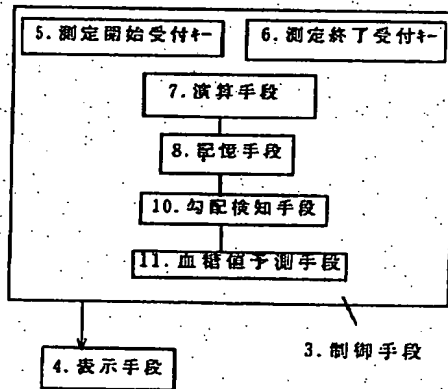 5.測定開始受付キー
6.測定終了受付キー
7.演算手段
8.記憶手段
10.勾配検知手段
11.血糖値予測手段
3.制御手段
4.表示手段